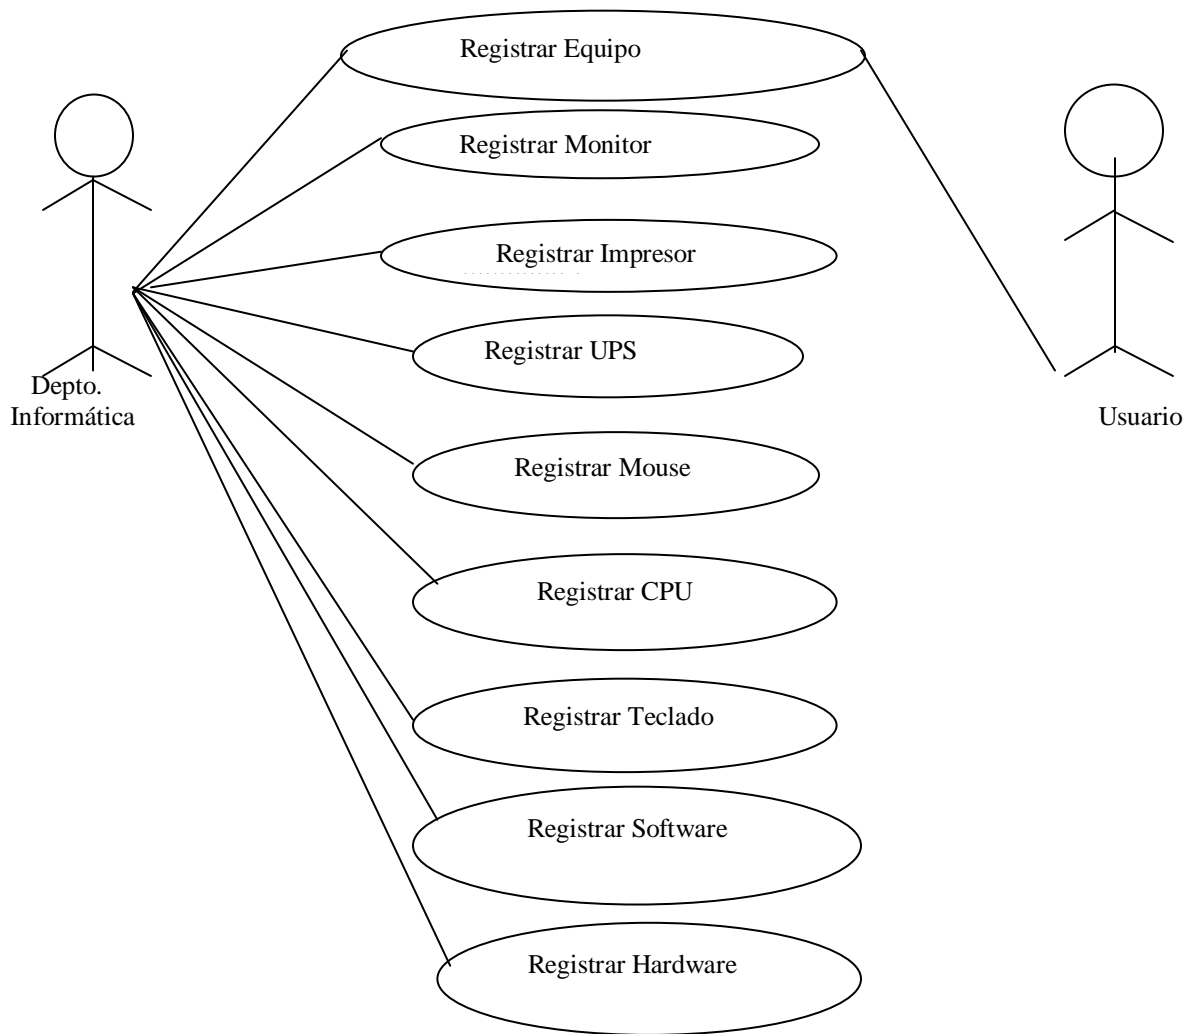 Registrar Equipo
Registrar Monitor
Registrar Impresor
Registrar UPS
Depto.
Informática
Usuario
Registrar Mouse
Registrar CPU
Registrar Teclado
Registrar Software
Registrar Hardware